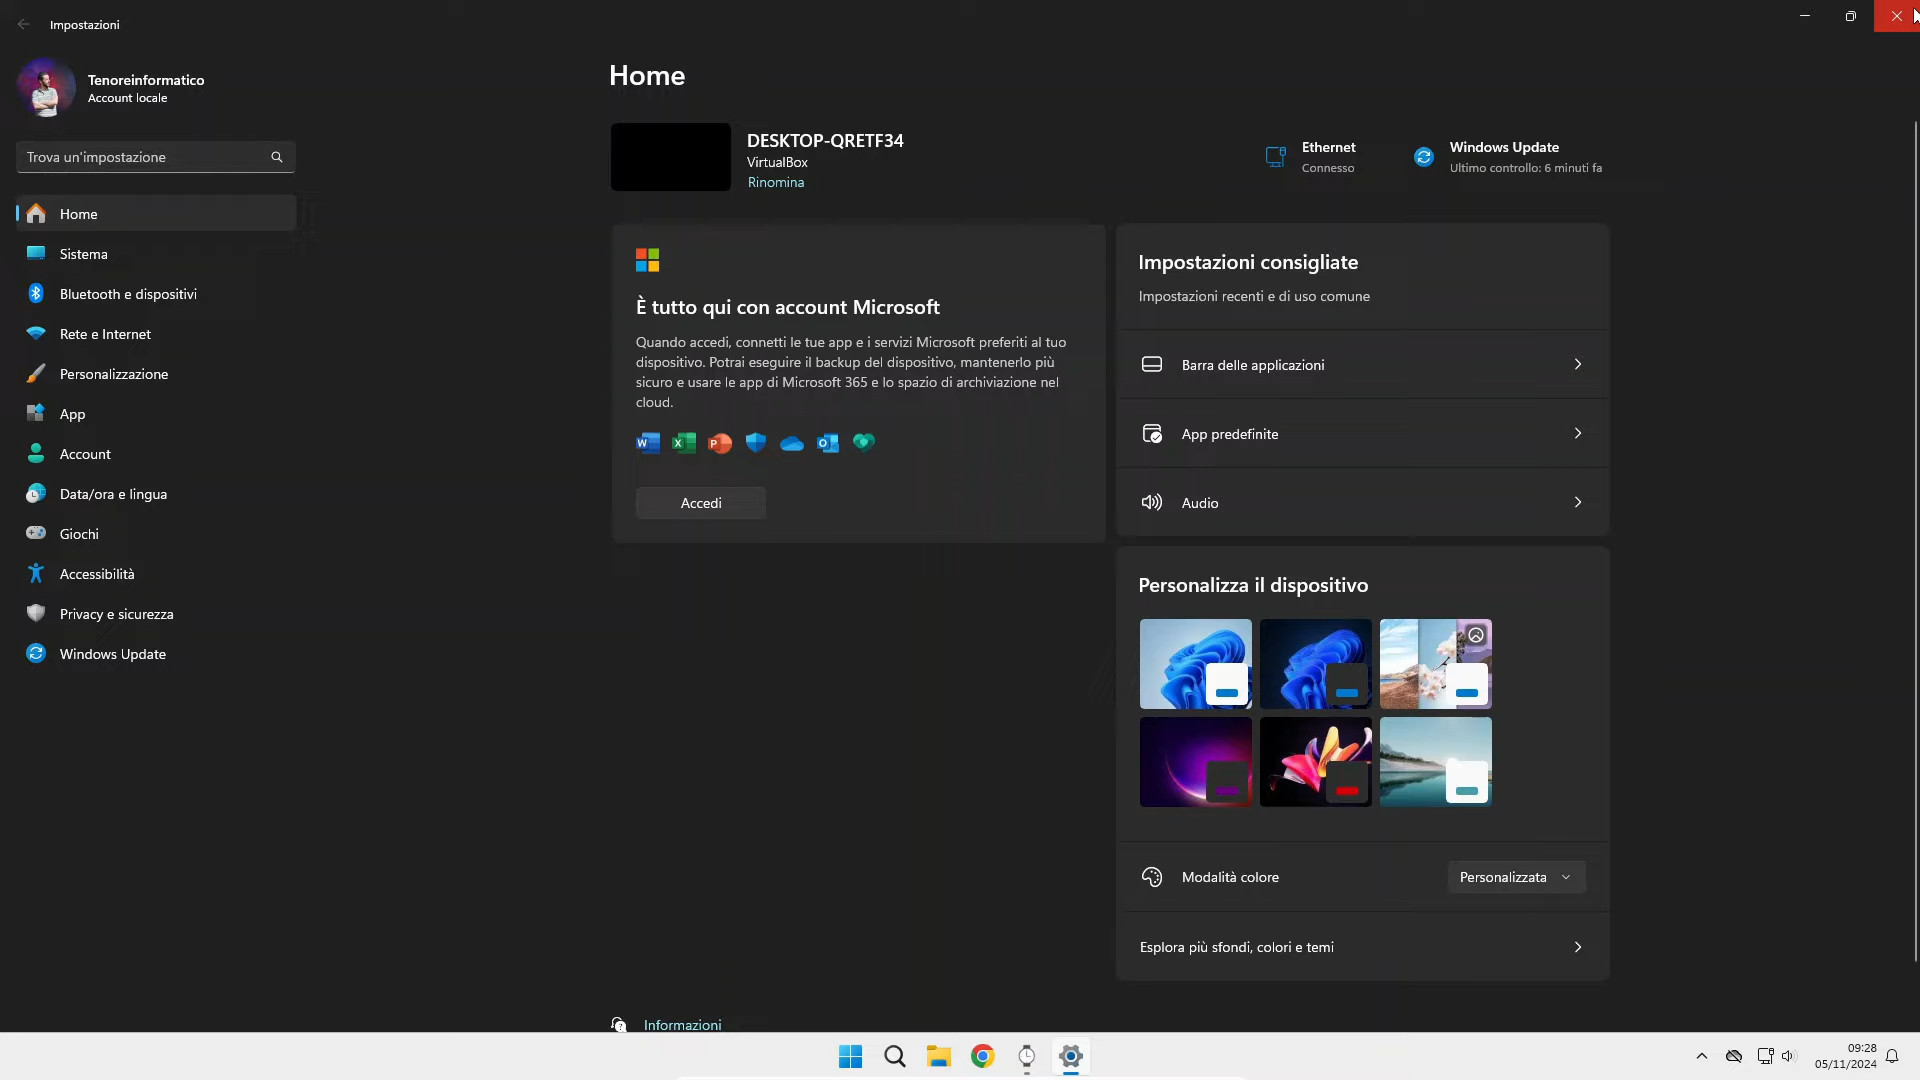 Impostazioni
Tenoreinformatico
Account locale
Trova un'impostazione
Home
Sistema
Bluetooth e dispositivi
Rete e Internet
Personalizzazione
App
Account
Data/ora e lingua
Giochi
Accessibilità
Privacy e sicurezza
Windows Update
Home
DESKTOP-QRETF34
VirtualBox
Rinomina
Ethernet
Connesso
Windows Update
Ultimo controllo: 6 minuti fa
È tutto qui con account Microsoft
Quando accedi, connetti le tue app e i servizi Microsoft preferiti al tuo
dispositivo. Potrai eseguire il backup del dispositivo, mantenerlo più
sicuro e usare le app di Microsoft 365 e lo spazio di archiviazione nel
cloud.
Accedi
Impostazioni consigliate
Impostazioni recenti e di uso comune
Barra delle applicazioni
App predefinite
Audio
Personalizza il dispositivo
Modalità colore
Personalizzata
Esplora più sfondi, colori e temi
Informazioni
09:28
05/11/2024